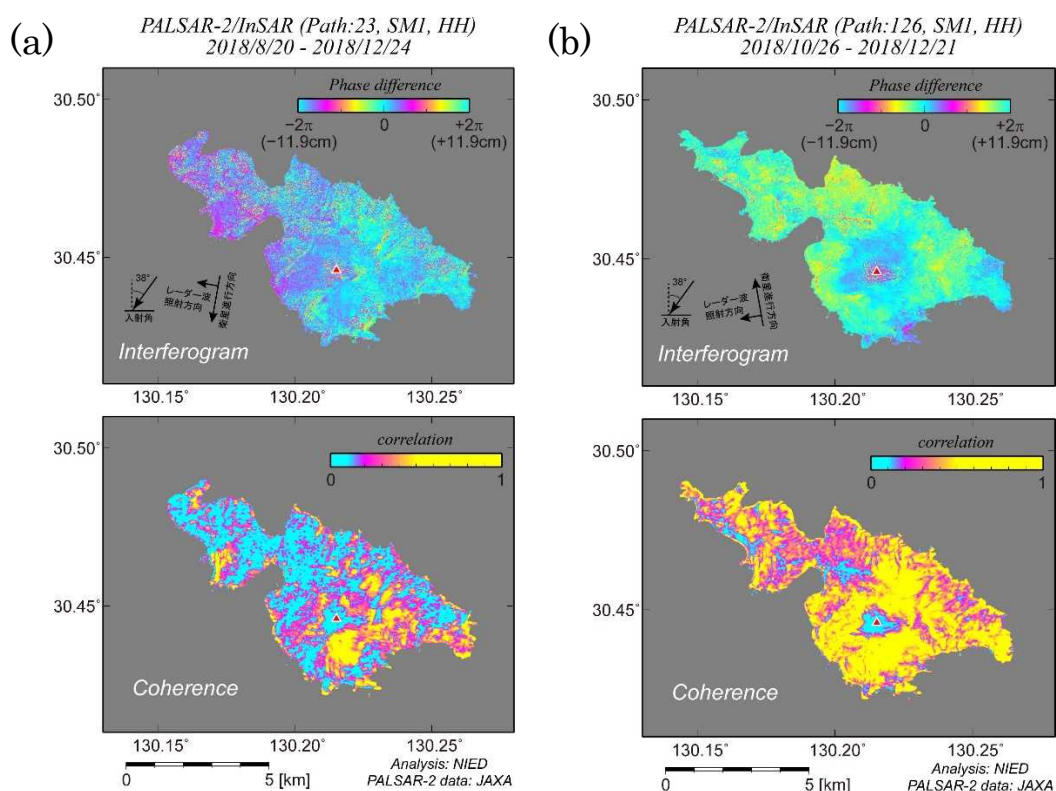 (a)
PALSAR-2/InSAR (Path:23, SM1, HH)
2018/8/20 - 2018/12/24
Phase difference
−2π 0 +2π
(−11.9cm) (+11.9cm)
30.50°
30.45°
38°
入射角
レーダー波
照射方向
衛星進行方向
Interferogram
130.15° 130.20° 130.25°
correlation
0 1
30.50°
30.45°
Coherence
130.15° 130.20° 130.25°
0 5 [km]
Analysis: NIED
PALSAR-2 data: JAXA
(b)
PALSAR-2/InSAR (Path:126, SM1, HH)
2018/10/26 - 2018/12/21
Phase difference
−2π 0 +2π
(−11.9cm) (+11.9cm)
30.50°
30.45°
38°
入射角
レーダー波
照射方向
衛星進行方向
Interferogram
130.15° 130.20° 130.25°
correlation
0 1
30.50°
30.45°
Coherence
130.15° 130.20° 130.25°
0 5 [km]
Analysis: NIED
PALSAR-2 data: JAXA